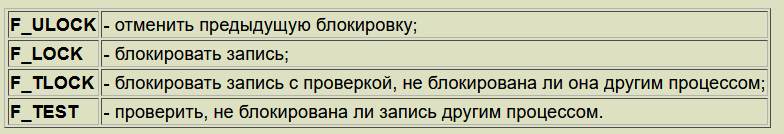 F_ULOCK - отменить предыдущую блокировку;
F_LOCK - блокировать запись;
F_TLOCK - блокировать запись с проверкой, не блокирована ли она другим процессом;
F_TEST - проверить, не блокирована ли запись другим процессом.